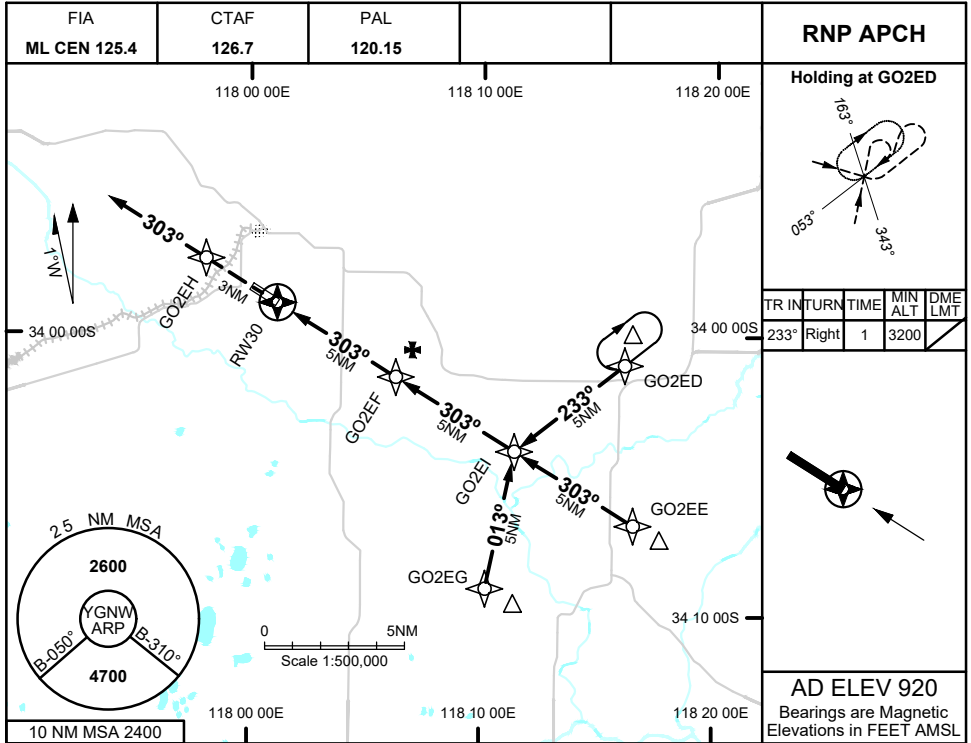 FIA
ML CEN 125.4
CTAF
126.7
PAL
120.15
RNP APCH
118 00 00E
118 10 00E
118 20 00E
Holding at GO2ED
163°
053°
343°
TR IN TURN TIME MIN ALT DME LMT
233° Right 1 3200
303°
1°W
GO2EH
3NM
RW30
34 00 00S
34 00 00S
303°
5NM
GO2EF
GO2ED
233°
5NM
303°
5NM
GO2EI
303°
5NM
GO2EE
013°
5NM
GO2EG
34 10 00S
25 NM MSA
2600
YGNW
ARP
B-050°
B-310°
4700
0 5NM
Scale 1:500,000
118 00 00E
118 10 00E
118 20 00E
10 NM MSA 2400
AD ELEV 920
Bearings are Magnetic
Elevations in FEET AMSL